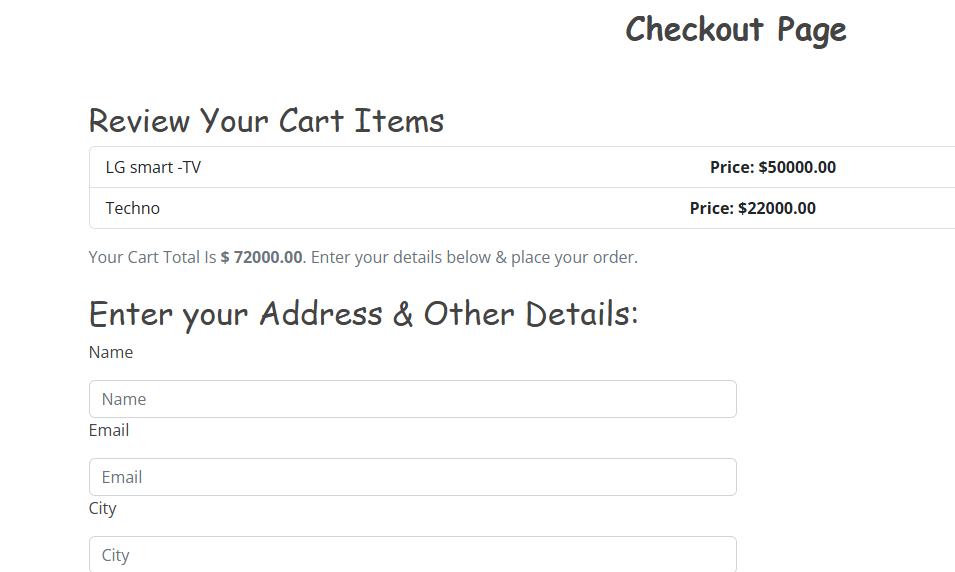 Checkout Page
Review Your Cart Items
LG smart -TV Price: $50000.00
Techno Price: $22000.00
Your Cart Total Is $ 72000.00. Enter your details below & place your order.
Enter your Address & Other Details:
Name
Name
Email
Email
City
City